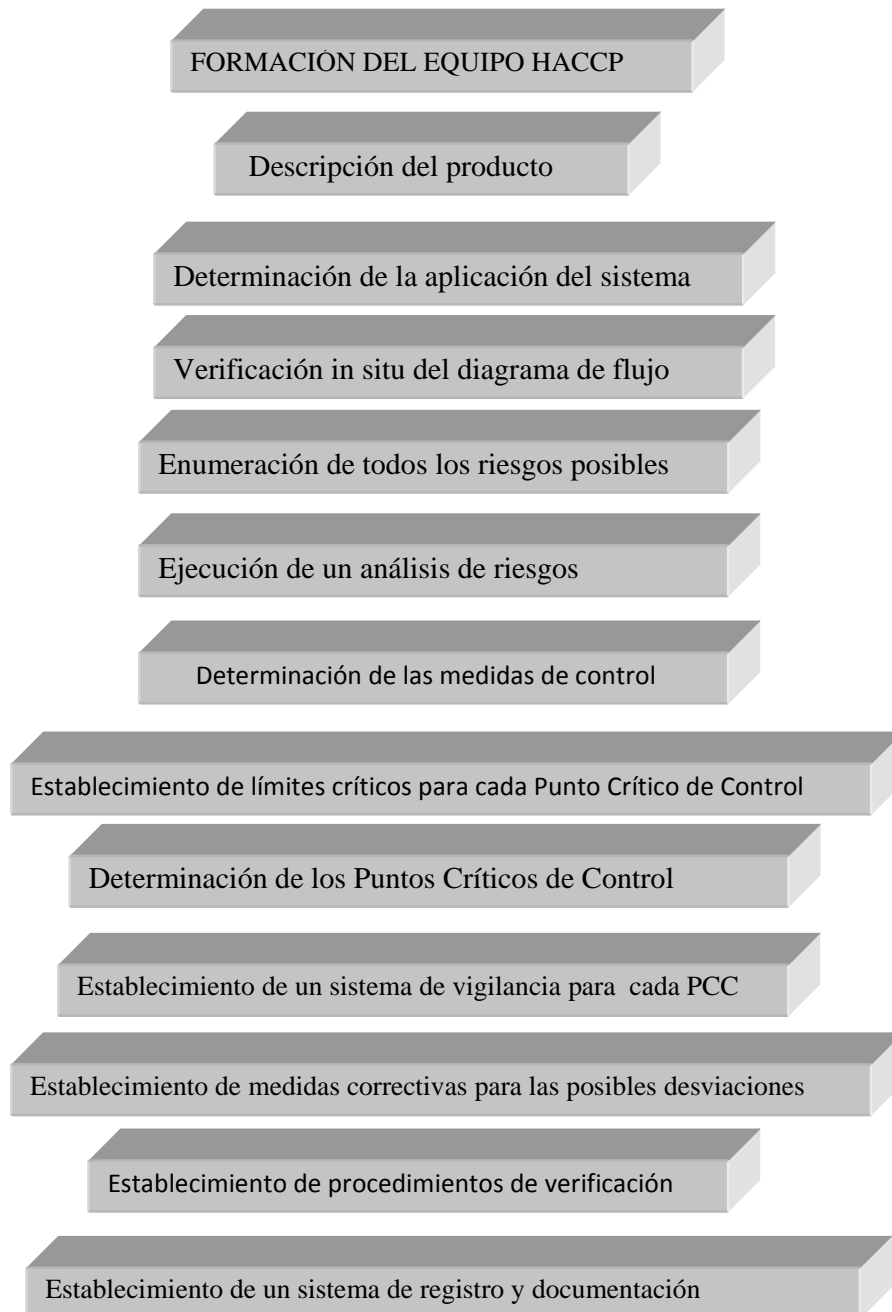 FORMACIÓN DEL EQUIPO HACCP
Descripción del producto
Determinación de la aplicación del sistema
Verificación in situ del diagrama de flujo
Enumeración de todos los riesgos posibles
Ejecución de un análisis de riesgos
Determinación de las medidas de control
Establecimiento de límites críticos para cada Punto Crítico de Control
Determinación de los Puntos Críticos de Control
Establecimiento de un sistema de vigilancia para cada PCC
Establecimiento de medidas correctivas para las posibles desviaciones
Establecimiento de procedimientos de verificación
Establecimiento de un sistema de registro y documentación